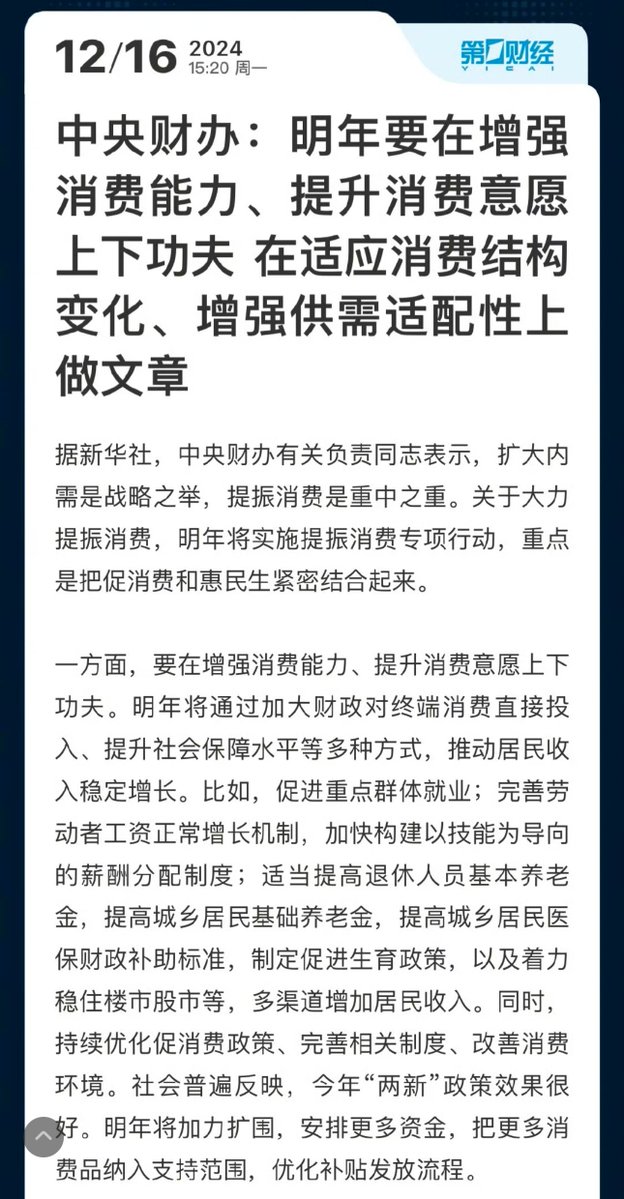 12/16 2024
15:20 周一
第一财经
YICAI
中央财办：明年要在增强
消费能力、提升消费意愿
上下功夫 在适应消费结构
变化、增强供需适配性上
做文章
据新华社，中央财办有关负责同志表示，扩大内
需是战略之举，提振消费是重中之重。关于大力
提振消费，明年将实施提振消费专项行动，重点
是把促消费和惠民生紧密结合起来。
一方面，要在增强消费能力、提升消费意愿上下
功夫。明年将通过加大财政对终端消费直接投
入、提升社会保障水平等多种方式，推动居民收
入稳定增长。比如，促进重点群体就业；完善劳
动者工资正常增长机制，加快构建以技能为导向
的薪酬分配制度；适当提高退休人员基本养老
金，提高城乡居民基础养老金，提高城乡居民医
保财政补助标准，制定促进生育政策，以及着力
稳住楼市股市等，多渠道增加居民收入。同时，
持续优化促消费政策、完善相关制度、改善消费
环境。社会普遍反映，今年“两新”政策效果很
好。明年将加力扩围，安排更多资金，把更多消
费品纳入支持范围，优化补贴发放流程。